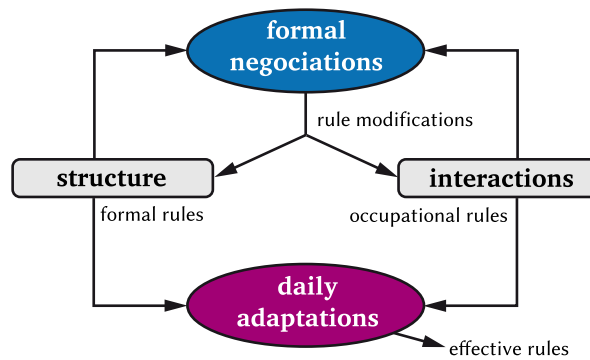 formal
negociations
rule modifications
structure
interactions
formal rules
occupational rules
daily
adaptations
effective rules